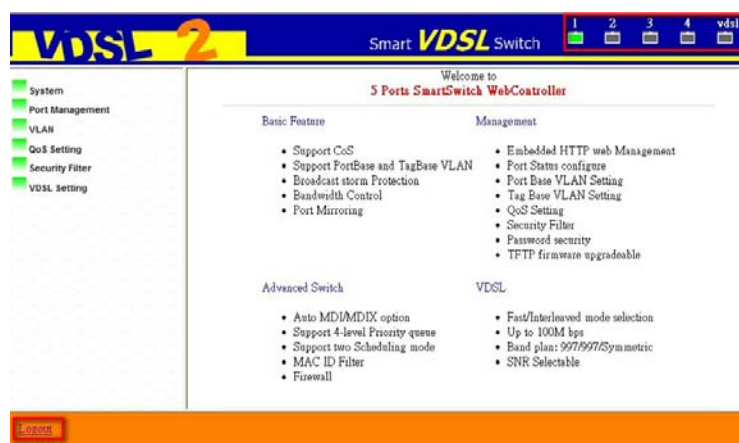 VDSL 2
Smart VDSL Switch
1 2 3 4 vdsl
System
Port Management
VLAN
QoS Setting
Security Filter
VDSL Setting
Welcome to
5 Ports SmartSwitch WebController
Basic Feature
• Support CoS
• Support PortBase and TagBase VLAN
• Broadcast storm Protection
• Bandwidth Control
• Port Mirroring
Management
• Embedded HTTP web Management
• Port Status configure
• Port Base VLAN Setting
• Tag Base VLAN Setting
• QoS Setting
• Security Filter
• Password security
• TFTP firmware upgradeable
Advanced Switch
• Auto MDI/MDIX option
• Support 4-level Priority queue
• Support two Scheduling mode
• MAC ID Filter
• Firewall
VDSL
• Fast/Interleaved mode selection
• Up to 100M bps
• Band plan: 997/997/Symmetric
• SNR Selectable
Logout